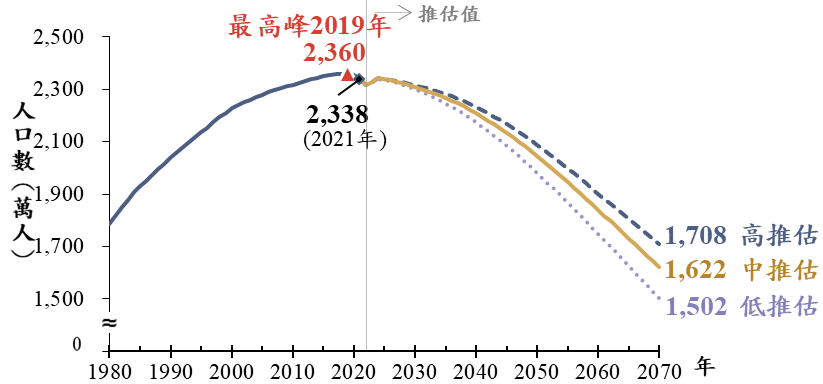 推估值
最高峰2019年
2,360
2,338
(2021年)
人口數（萬人）
2,500
2,300
2,100
1,900
1,700
1,500
≈
0
1,708 高推估
1,622 中推估
1,502 低推估
1980 1990 2000 2010 2020 2030 2040 2050 2060 2070 年